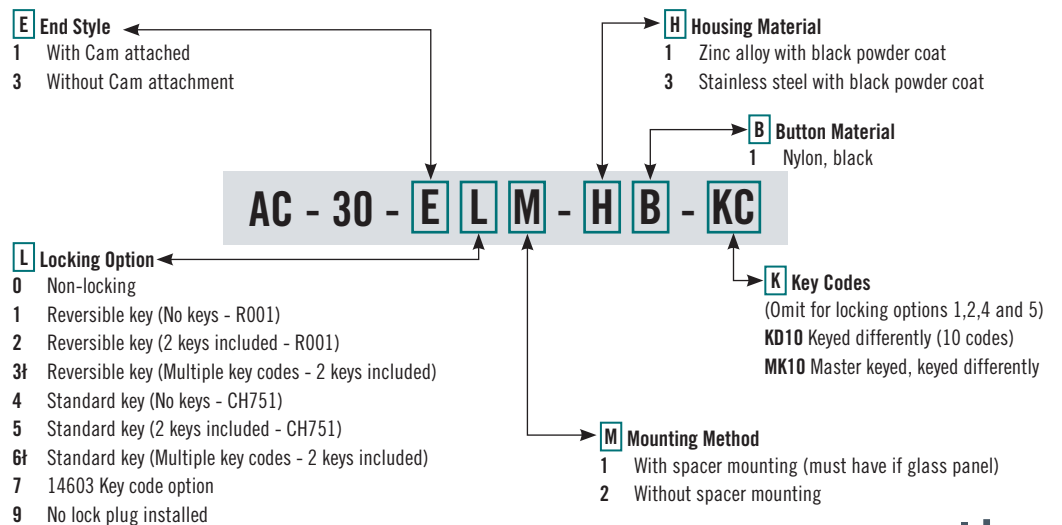 E End Style
1 With Cam attached
3 Without Cam attachment
H Housing Material
1 Zinc alloy with black powder coat
3 Stainless steel with black powder coat
B Button Material
1 Nylon, black
AC - 30 - E L M - H B - KC
L Locking Option
0 Non-locking
1 Reversible key (No keys - R001)
2 Reversible key (2 keys included - R001)
3ƚ Reversible key (Multiple key codes - 2 keys included)
4 Standard key (No keys - CH751)
5 Standard key (2 keys included - CH751)
6ƚ Standard key (Multiple key codes - 2 keys included)
7 14603 Key code option
9 No lock plug installed
K Key Codes
(Omit for locking options 1,2,4 and 5)
KD10 Keyed differently (10 codes)
MK10 Master keyed, keyed differently
M Mounting Method
1 With spacer mounting (must have if glass panel)
2 Without spacer mounting